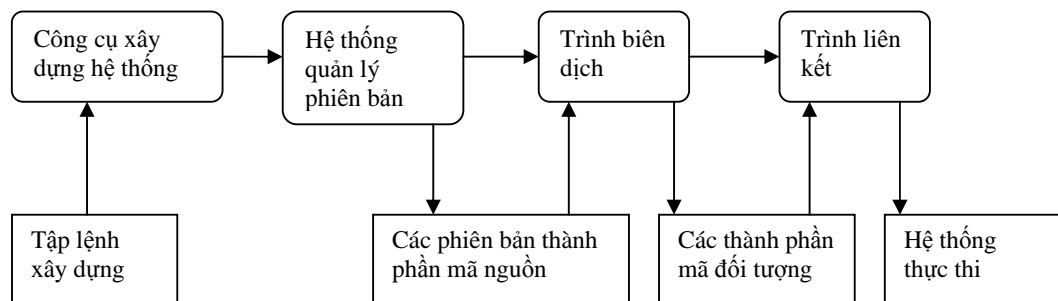 Công cụ xây
dựng hệ thống
Hệ thống
quản lý
phiên bản
Trình biên
dịch
Trình liên
kết
Tập lệnh
xây dựng
Các phiên bản thành
phần mã nguồn
Các thành phần
mã đối tượng
Hệ thống
thực thi